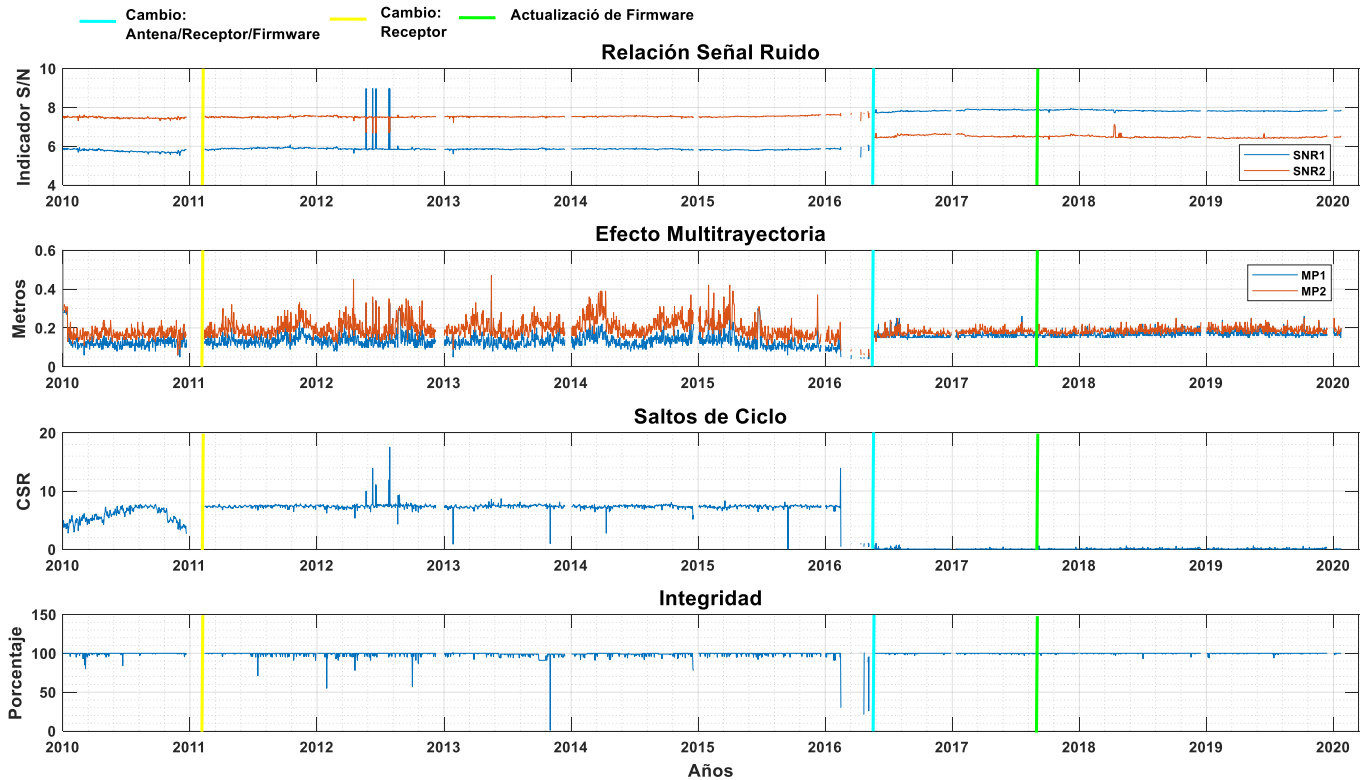 Cambio:
Antena/Receptor/Firmware
Cambio:
Receptor
Actualizació de Firmware
Relación Señal Ruido
Indicador S/N
10
8
6
4
SNR1
SNR2
2010 2011 2012 2013 2014 2015 2016 2017 2018 2019 2020
Efecto Multitrayectoria
Metros
0.6
0.4
0.2
0
MP1
MP2
2010 2011 2012 2013 2014 2015 2016 2017 2018 2019 2020
Saltos de Ciclo
CSR
20
10
0
2010 2011 2012 2013 2014 2015 2016 2017 2018 2019 2020
Integridad
Porcentaje
150
100
50
0
2010 2011 2012 2013 2014 2015 2016 2017 2018 2019 2020
Años